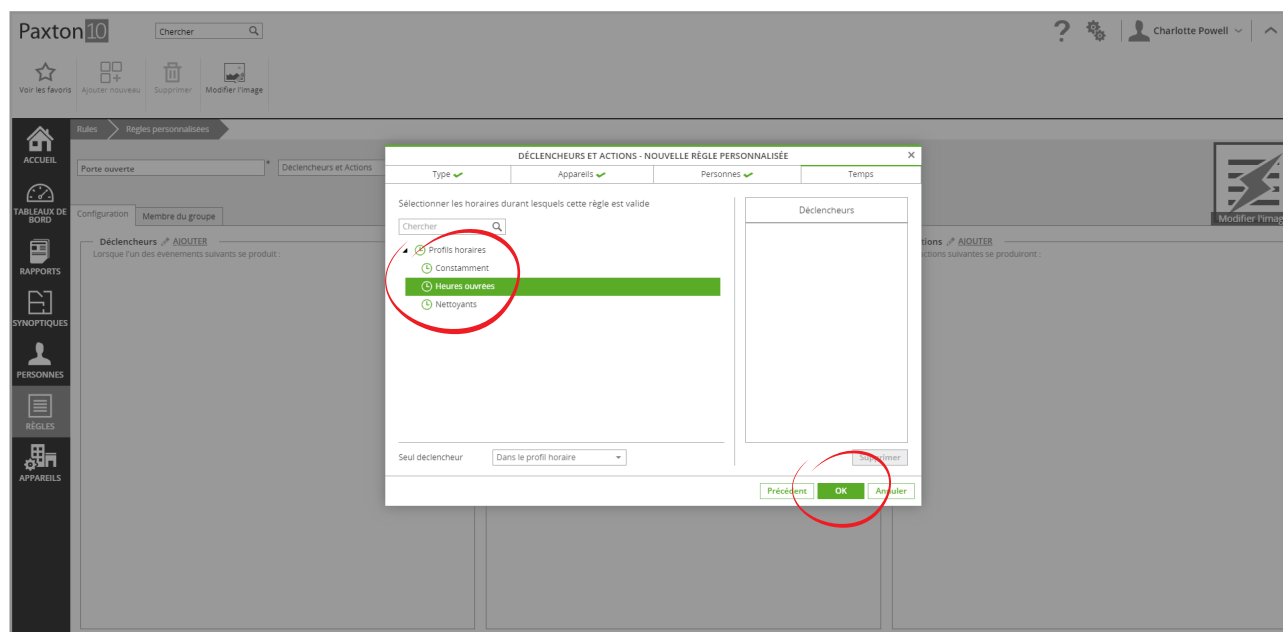 Paxton10
Chercher
Charlotte Powell
Voir les favoris
Ajouter nouveau
Supprimer
Modifier l'image
Rules
Règles personnalisées
ACCUEIL
TABLEAUX DE BORD
RAPPORTS
SYNOPTIQUES
PERSONNES
RÈGLES
APPAREILS
Porte ouverte
*
Déclencheurs et Actions
Modifier l'imag
Configuration
Membre du groupe
Déclencheurs AJOUTER
Lorsque l'un des évènements suivants se produit :
tions AJOUTER
ctions suivantes se produiront :
DÉCLENCHEURS ET ACTIONS - NOUVELLE RÈGLE PERSONNALISÉE
Type
Appareils
Personnes
Temps
Sélectionner les horaires durant lesquels cette règle est valide
Chercher
Profils horaires
Constamment
Heures ouvrées
Nettoyants
Déclencheurs
Seul déclencheur
Dans le profil horaire
Supprimer
Précédent
OK
Annuler